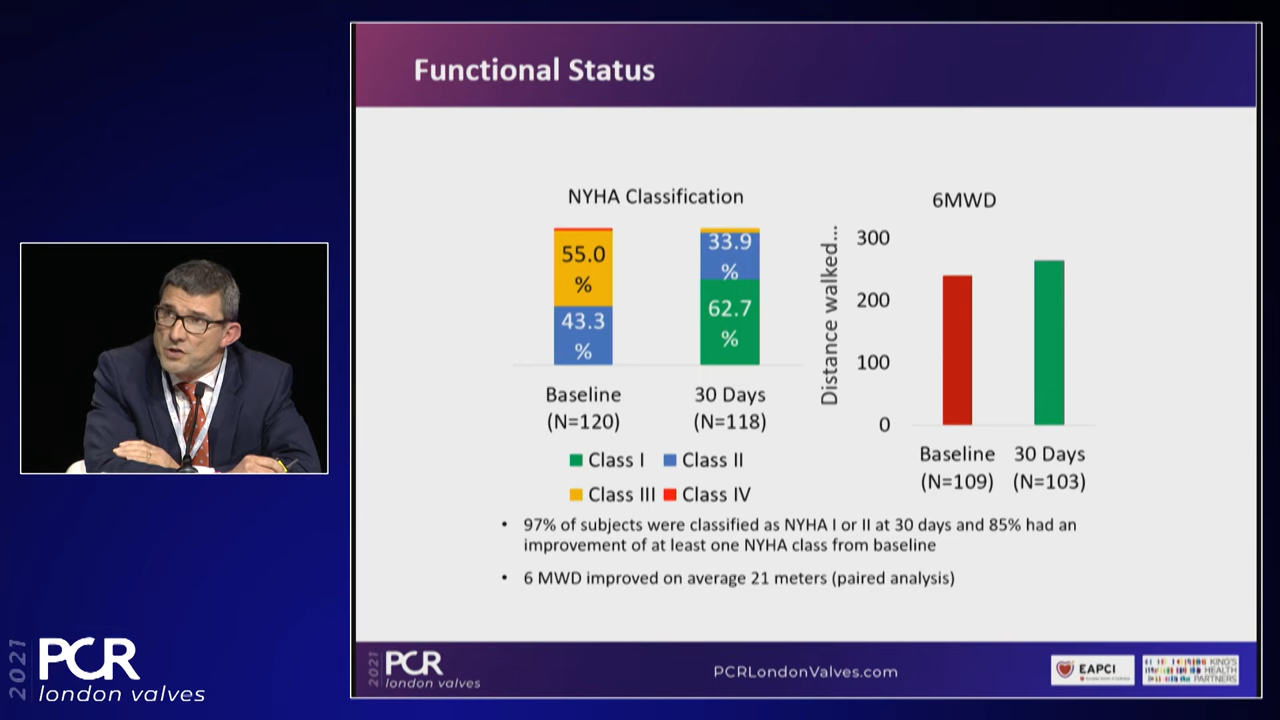 Functional Status
NYHA Classification
55.0
%
43.3
%
33.9
%
62.7
%
Baseline
(N=120)
30 Days
(N=118)
Class I
Class II
Class III
Class IV
6MWD
Distance walked...
300
200
100
0
Baseline
(N=109)
30 Days
(N=103)
• 97% of subjects were classified as NYHA I or II at 30 days and 85% had an
improvement of at least one NYHA class from baseline
• 6 MWD improved on average 21 meters (paired analysis)
2021
PCR
london valves
PCRLondonValves.com
EAPCI
KING'S
HEALTH
PARTNERS
2021
PCR
london valves